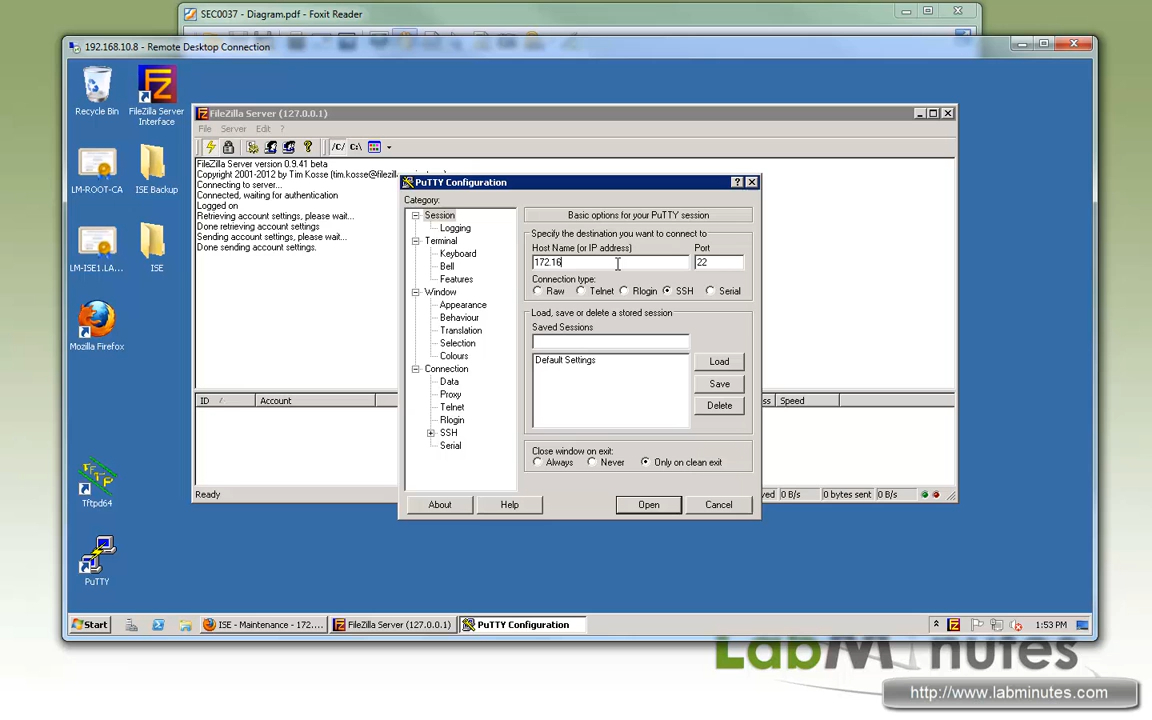 SEC0037 - Diagram.pdf - Foxit Reader
192.168.10.8 - Remote Desktop Connection
Recycle Bin
FileZilla Server Interface
LM-ROOT-CA
ISE Backup
LM-ISE1.LA...
ISE
Mozilla Firefox
Tftpd64
PuTTY
FileZilla Server (127.0.0.1)
File Server Edit ?
/C/ C:\
FileZilla Server version 0.9.41 beta
Copyright 2001-2012 by Tim Kosse (tim.kosse@filezil
Connecting to server...
Connected, waiting for authentication
Logged on
Retrieving account settings, please wait...
Done retrieving account settings
Sending account settings, please wait...
Done sending account settings.
ID / Account
ss Speed
Ready
ved 0 B/s 0 bytes sent 0 B/s
PuTTY Configuration
Category:
Session
Logging
Terminal
Keyboard
Bell
Features
Window
Appearance
Behaviour
Translation
Selection
Colours
Connection
Data
Proxy
Telnet
Rlogin
SSH
Serial
Basic options for your PuTTY session
Specify the destination you want to connect to
Host Name (or IP address) Port
172.16 22
Connection type:
Raw Telnet Rlogin SSH Serial
Load, save or delete a stored session
Saved Sessions
Default Settings
Load
Save
Delete
Close window on exit:
Always Never Only on clean exit
About Help Open Cancel
Start
ISE - Maintenance - 172....
FileZilla Server (127.0.0.1)
PuTTY Configuration
1:53 PM
LabMinutes
http://www.labminutes.com